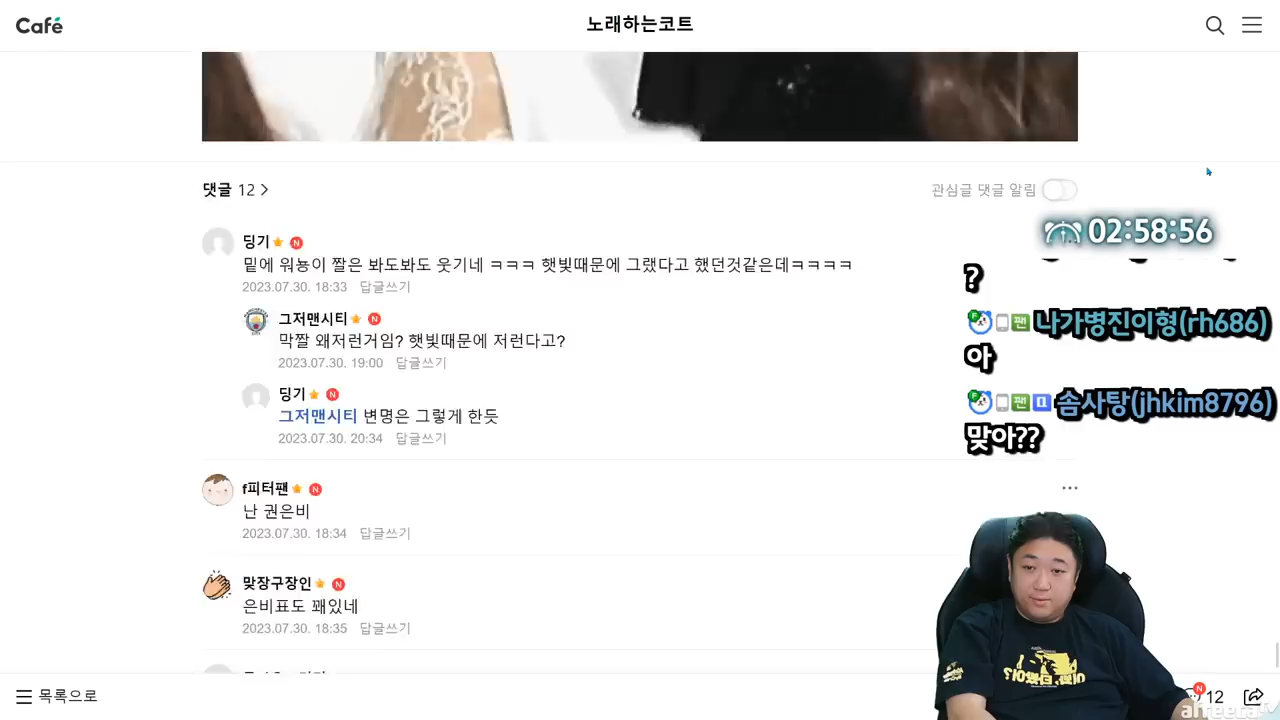 Café
노래하는코트
댓글 12 >
관심글 댓글 알림
02:58:56
딩기
밑에 워뇽이 짤은 봐도봐도 웃기네 ㅋㅋㅋ 햇빛때문에 그랬다고 했던것같은데ㅋㅋㅋㅋ
2023.07.30. 18:33 답글쓰기
그저맨시티
막짤 왜저런거임? 햇빛때문에 저런다고?
2023.07.30. 19:00 답글쓰기
딩기
그저맨시티 변명은 그렇게 한듯
2023.07.30. 20:34 답글쓰기
f피터팬
난 권은비
2023.07.30. 18:34 답글쓰기
맞장구장인
은비표도 꽤있네
2023.07.30. 18:35 답글쓰기
?
팬 나가병진이형(rh686)
아
팬 솜사탕(jhkim8796)
맞아??
목록으로
12
afreecaTV